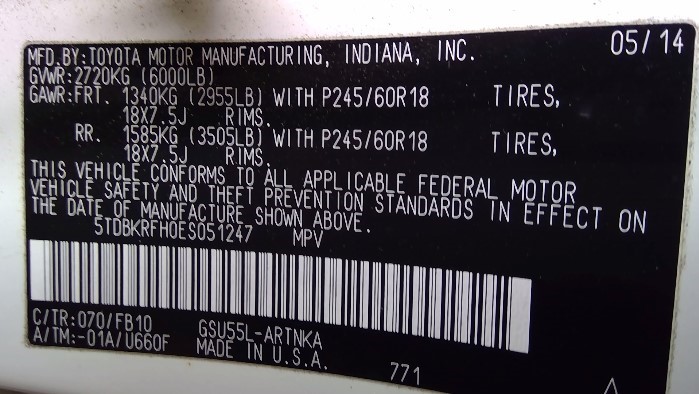 MFD.BY:TOYOTA MOTOR MANUFACTURING, INDIANA, INC. 05/14
GVWR:2720KG (6000LB)
GAWR:FRT. 1340KG (2955LB) WITH P245/60R18 TIRES,
18X7.5J RIMS.
RR. 1585KG (3505LB) WITH P245/60R18 TIRES,
18X7.5J RIMS.
THIS VEHICLE CONFORMS TO ALL APPLICABLE FEDERAL MOTOR
VEHICLE SAFETY AND THEFT PREVENTION STANDARDS IN EFFECT ON
THE DATE OF MANUFACTURE SHOWN ABOVE.
5TDBKRFH0ES051247 MPV
C/TR:070/FB10 GSU55L-ARTNKA
A/TM:-01A/U660F MADE IN U.S.A.
771